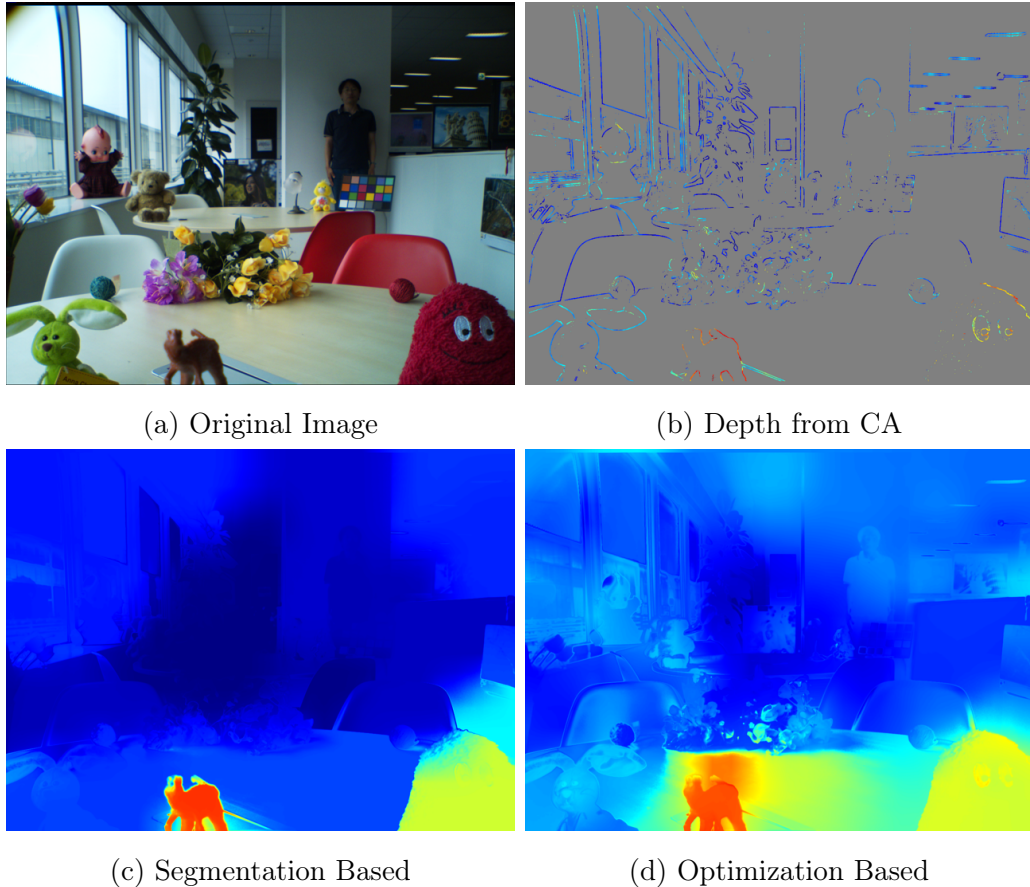 (a) Original Image
(b) Depth from CA
(c) Segmentation Based
(d) Optimization Based